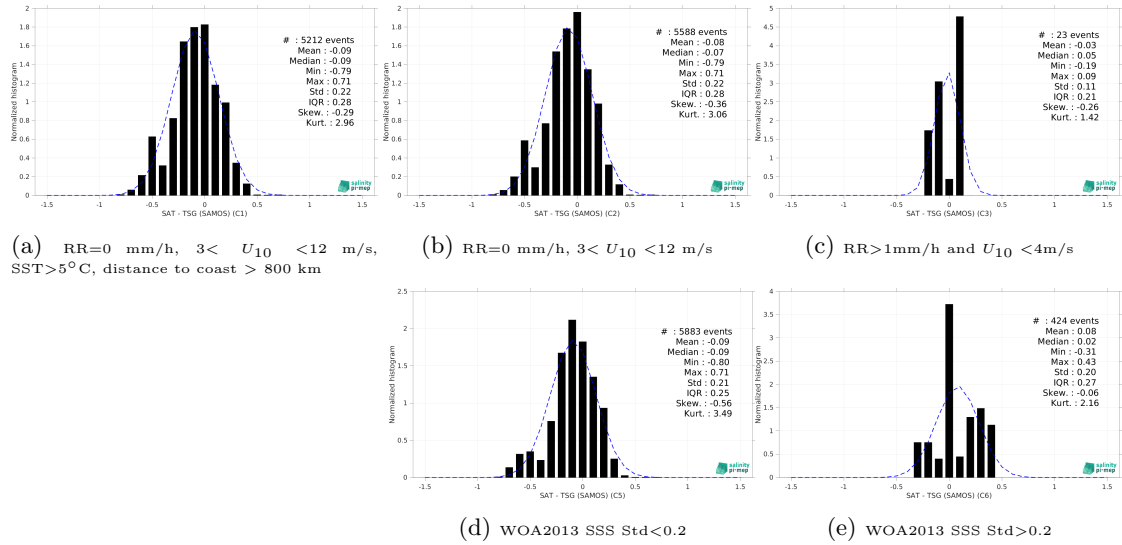 2
1.8
1.6
1.4
1.2
1
0.8
0.6
0.4
0.2
0
Normalized histogram
-1.5 -1 -0.5 0 0.5 1 1.5
SAT - TSG (SAMOS) (C1)
# : 5212 events
Mean : -0.09
Median : -0.09
Min : -0.79
Max : 0.71
Std : 0.22
IQR : 0.28
Skew. : -0.29
Kurt. : 2.96
salinity
pi-mep
(a) RR=0 mm/h, 3< U10 <12 m/s,
SST>5°C, distance to coast > 800 km
2
1.8
1.6
1.4
1.2
1
0.8
0.6
0.4
0.2
0
Normalized histogram
-1.5 -1 -0.5 0 0.5 1 1.5
SAT - TSG (SAMOS) (C2)
# : 5588 events
Mean : -0.08
Median : -0.07
Min : -0.79
Max : 0.71
Std : 0.22
IQR : 0.28
Skew. : -0.36
Kurt. : 3.06
salinity
pi-mep
(b) RR=0 mm/h, 3< U10 <12 m/s
5
4
3
2
1
0
Normalized histogram
-1.5 -1 -0.5 0 0.5 1 1.5
SAT - TSG (SAMOS) (C3)
# : 23 events
Mean : -0.03
Median : 0.05
Min : -0.19
Max : 0.09
Std : 0.11
IQR : 0.21
Skew. : -0.26
Kurt. : 1.42
salinity
pi-mep
(c) RR>1mm/h and U10 <4m/s
2.5
2
1.5
1
0.5
0
Normalized histogram
-1.5 -1 -0.5 0 0.5 1 1.5
SAT - TSG (SAMOS) (C5)
# : 5883 events
Mean : -0.09
Median : -0.09
Min : -0.80
Max : 0.71
Std : 0.21
IQR : 0.25
Skew. : -0.56
Kurt. : 3.49
salinity
pi-mep
(d) WOA2013 SSS Std<0.2
4
3.5
3
2.5
2
1.5
1
0.5
0
Normalized histogram
-1.5 -1 -0.5 0 0.5 1 1.5
SAT - TSG (SAMOS) (C6)
# : 424 events
Mean : 0.08
Median : 0.02
Min : -0.31
Max : 0.43
Std : 0.20
IQR : 0.27
Skew. : -0.06
Kurt. : 2.16
salinity
pi-mep
(e) WOA2013 SSS Std>0.2